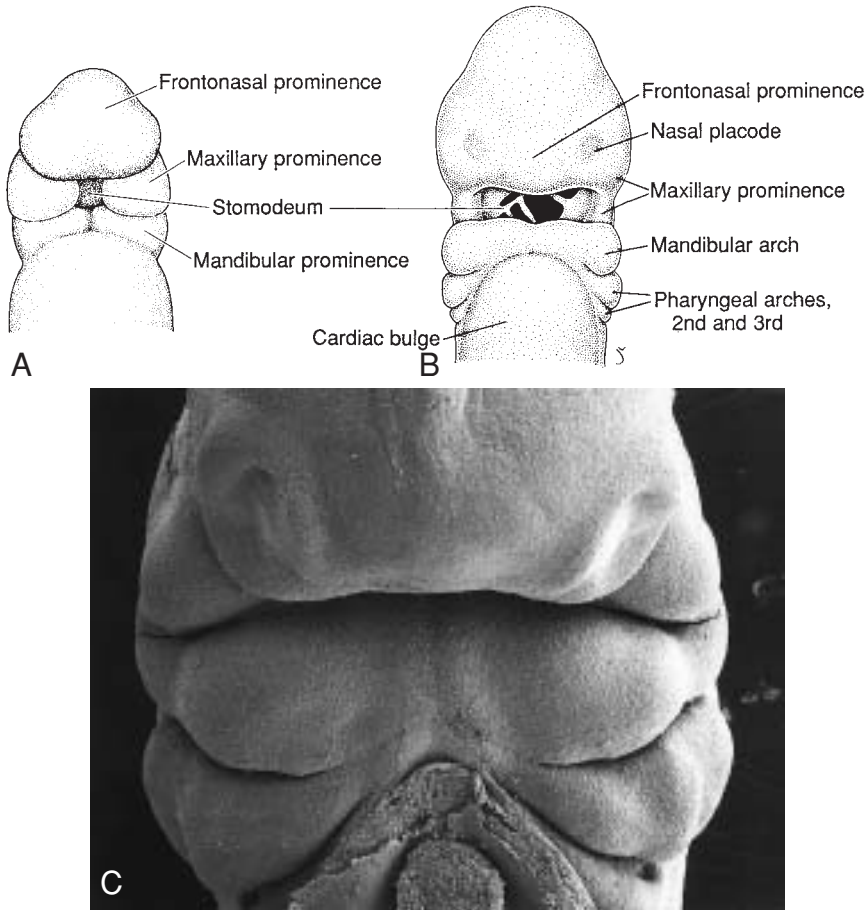 Frontonasal prominence
Maxillary prominence
Stomodeum
Mandibular prominence
A
Frontonasal prominence
Nasal placode
Maxillary prominence
Mandibular arch
Pharyngeal arches,
2nd and 3rd
Cardiac bulge
B
C